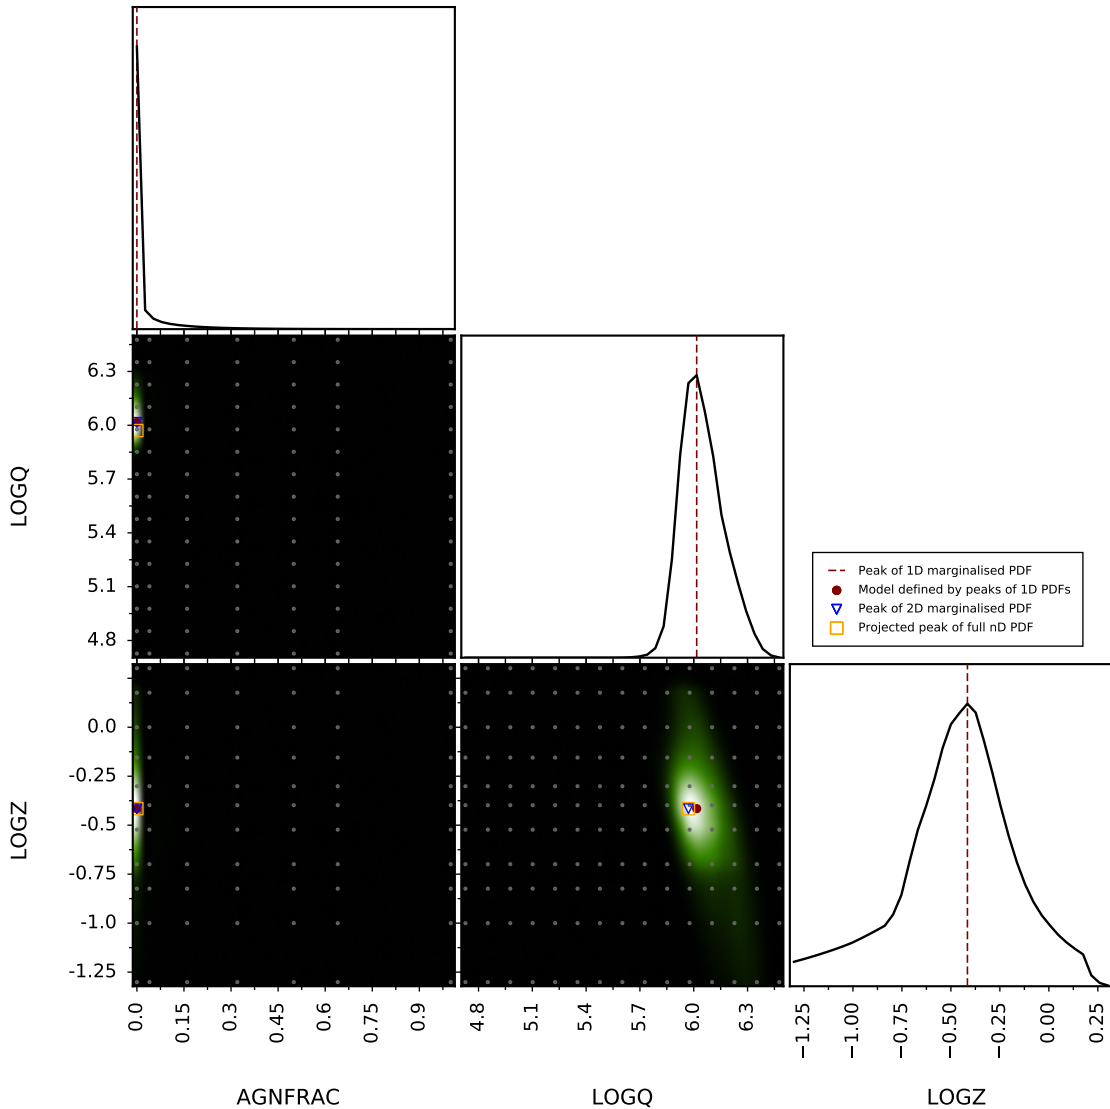 6.3
6.0
5.7
5.4
5.1
4.8
LOGQ
Peak of 1D marginalised PDF
Model defined by peaks of 1D PDFs
Peak of 2D marginalised PDF
Projected peak of full nD PDF
0.0
-0.25
-0.5
-0.75
-1.0
-1.25
LOGZ
0.0 0.15 0.3 0.45 0.6 0.75 0.9
4.8 5.1 5.4 5.7 6.0 6.3
−1.25 −1.00 −0.75 −0.50 −0.25 0.00 0.25
AGNFRAC LOGQ LOGZ